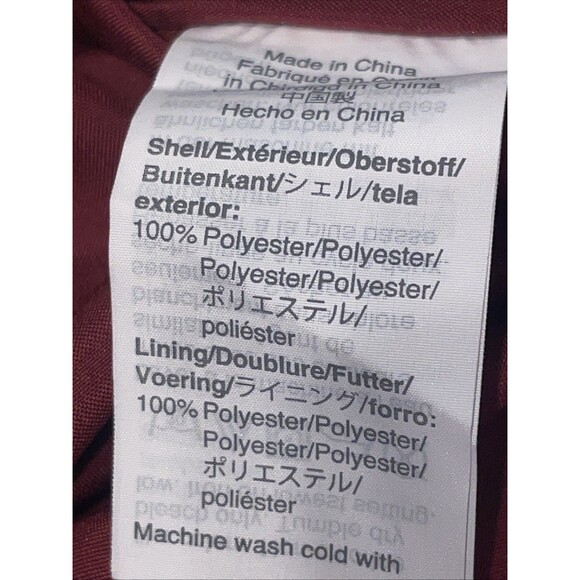 Made in China
Fabriqué en Chine
in China
中国製
Hecho en China
Shell/Extérieur/Oberstoff/
Buitenkant/シェル/tela
exterior:
100% Polyester/Polyester/
Polyester/Polyester/
ポリエステル/
poliéster
Lining/Doublure/Futter/
Voering/ライニング/forro:
100% Polyester/Polyester/
Polyester/Polyester/
ポリエステル/
poliéster
Machine wash cold with